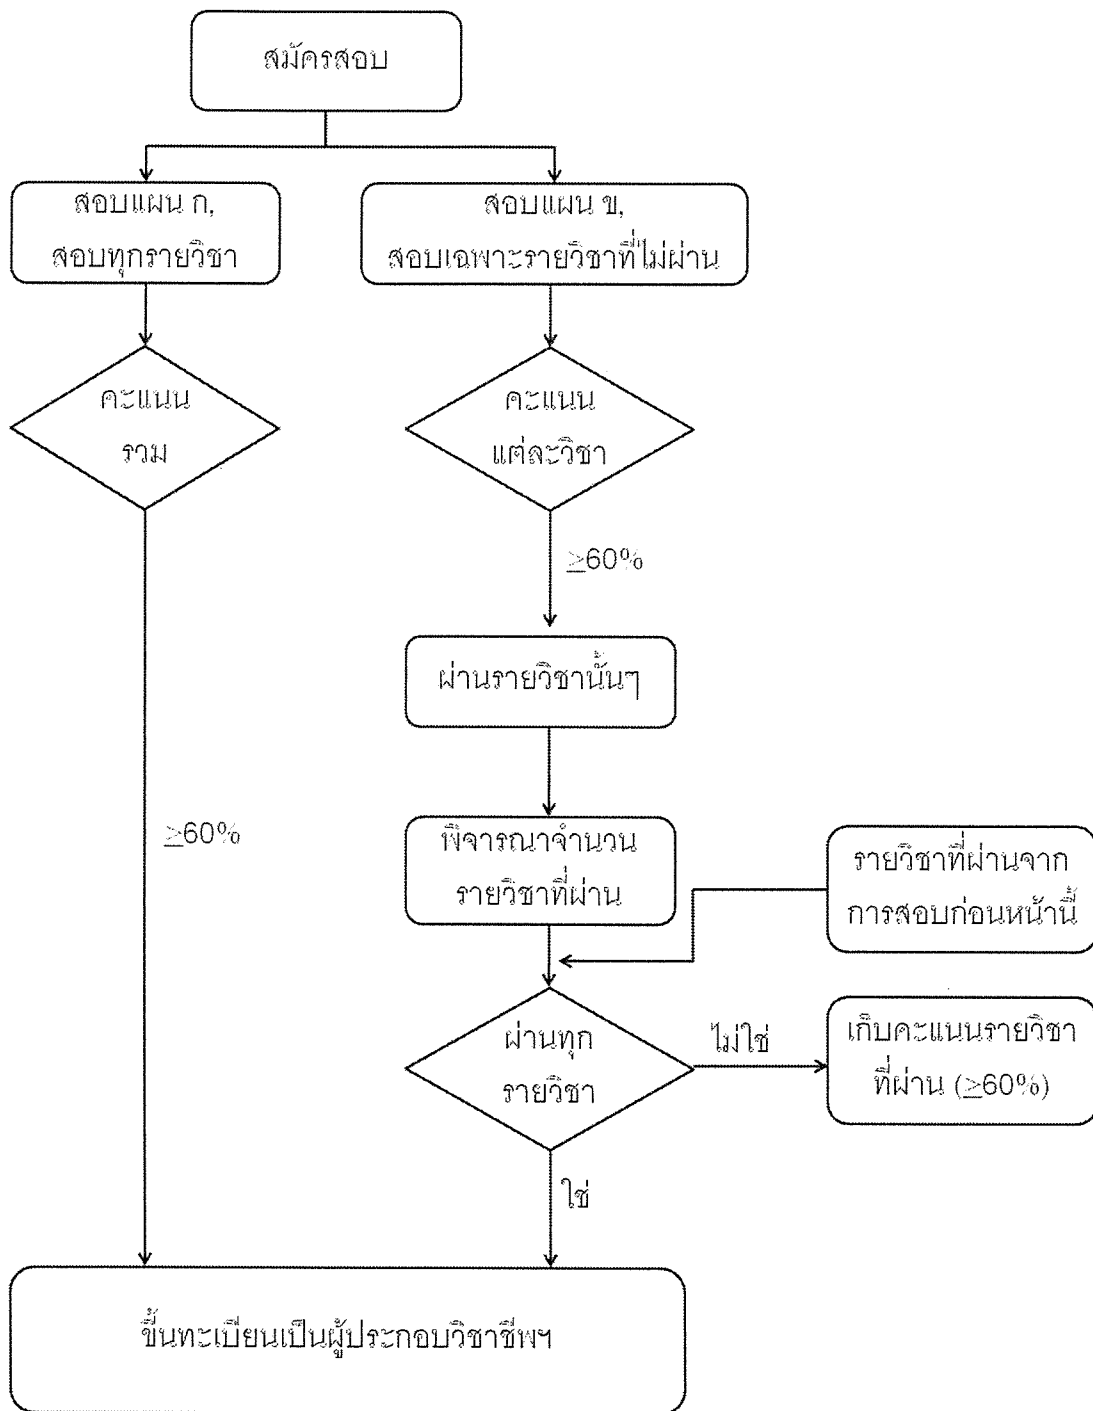 สมัครสอบ
สอบแผน ก,
สอบทุกรายวิชา
สอบแผน ข,
สอบเฉพาะรายวิชาที่ไม่ผ่าน
คะแนน
รวม
คะแนน
แต่ละวิชา
≥60%
ผ่านรายวิชานั้นๆ
≥60%
พิจารณาจำนวน
รายวิชาที่ผ่าน
รายวิชาที่ผ่านจาก
การสอบก่อนหน้านี้
ผ่านทุก
รายวิชา
ไม่ใช่
เก็บคะแนนรายวิชา
ที่ผ่าน (≥60%)
ใช่
ขึ้นทะเบียนเป็นผู้ประกอบวิชาชีพฯ